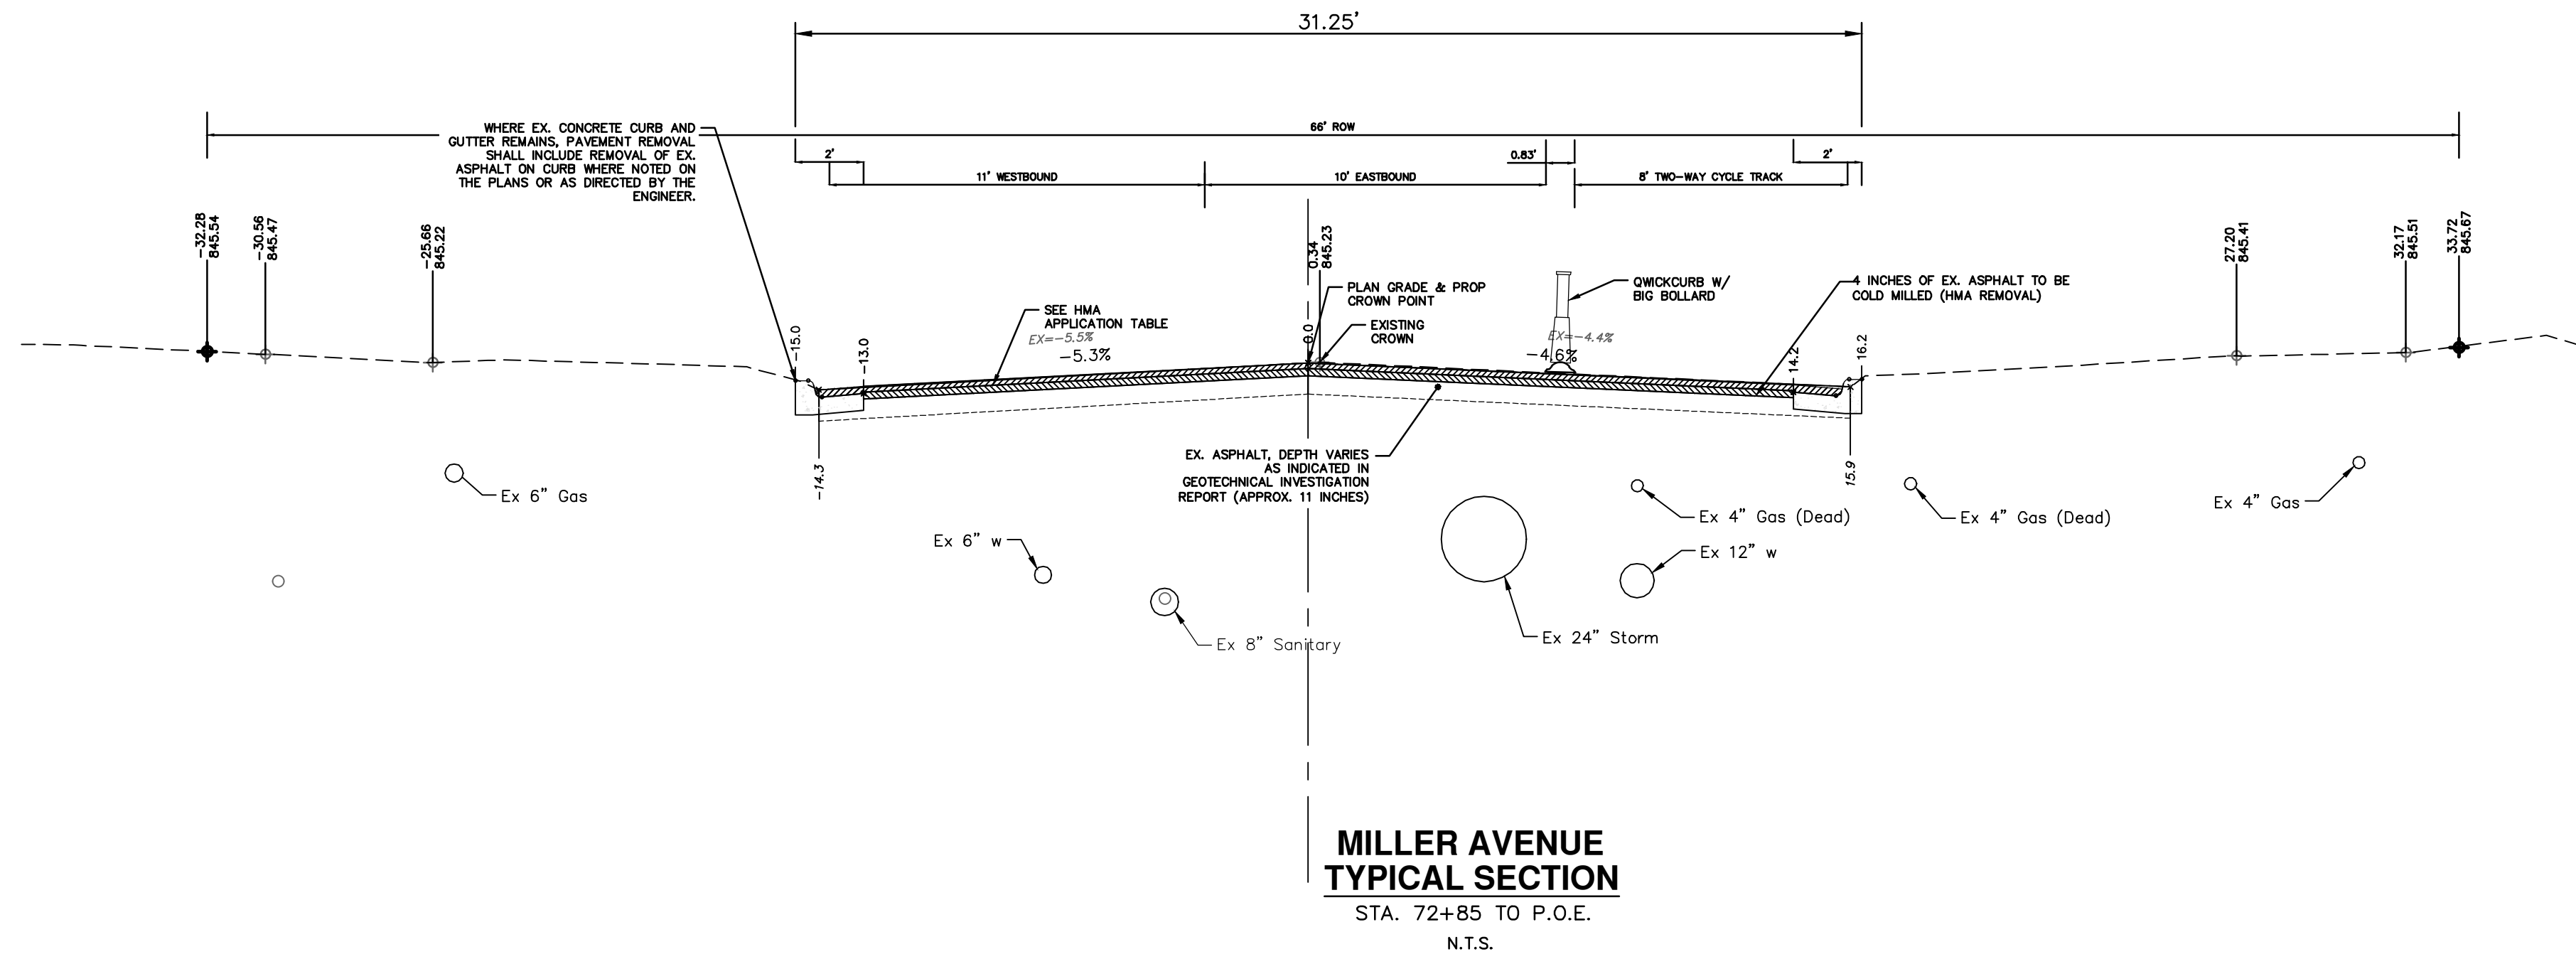 31.25'
66' ROW
WHERE EX. CONCRETE CURB AND
GUTTER REMAINS, PAVEMENT REMOVAL
SHALL INCLUDE REMOVAL OF EX.
ASPHALT ON CURB WHERE NOTED ON
THE PLANS OR AS DIRECTED BY THE
ENGINEER.
2'
11' WESTBOUND
10' EASTBOUND
0.83'
8' TWO-WAY CYCLE TRACK
2'
-32.28
845.54
-30.56
845.47
-25.66
845.22
0.34
845.23
27.20
845.41
32.17
845.51
33.72
845.67
PLAN GRADE & PROP
CROWN POINT
QWICKCURB W/
BIG BOLLARD
4 INCHES OF EX. ASPHALT TO BE
COLD MILLED (HMA REMOVAL)
SEE HMA
APPLICATION TABLE
EXISTING
CROWN
EX=-5.5%
-5.3%
EX=-4.4%
-4.6%
-15.0
-13.0
0.0
14.2
16.2
-14.3
15.9
EX. ASPHALT, DEPTH VARIES
AS INDICATED IN
GEOTECHNICAL INVESTIGATION
REPORT (APPROX. 11 INCHES)
Ex 6" Gas
Ex 6" w
Ex 8" Sanitary
Ex 24" Storm
Ex 4" Gas (Dead)
Ex 12" w
Ex 4" Gas (Dead)
Ex 4" Gas
MILLER AVENUE
TYPICAL SECTION
STA. 72+85 TO P.O.E.
N.T.S.